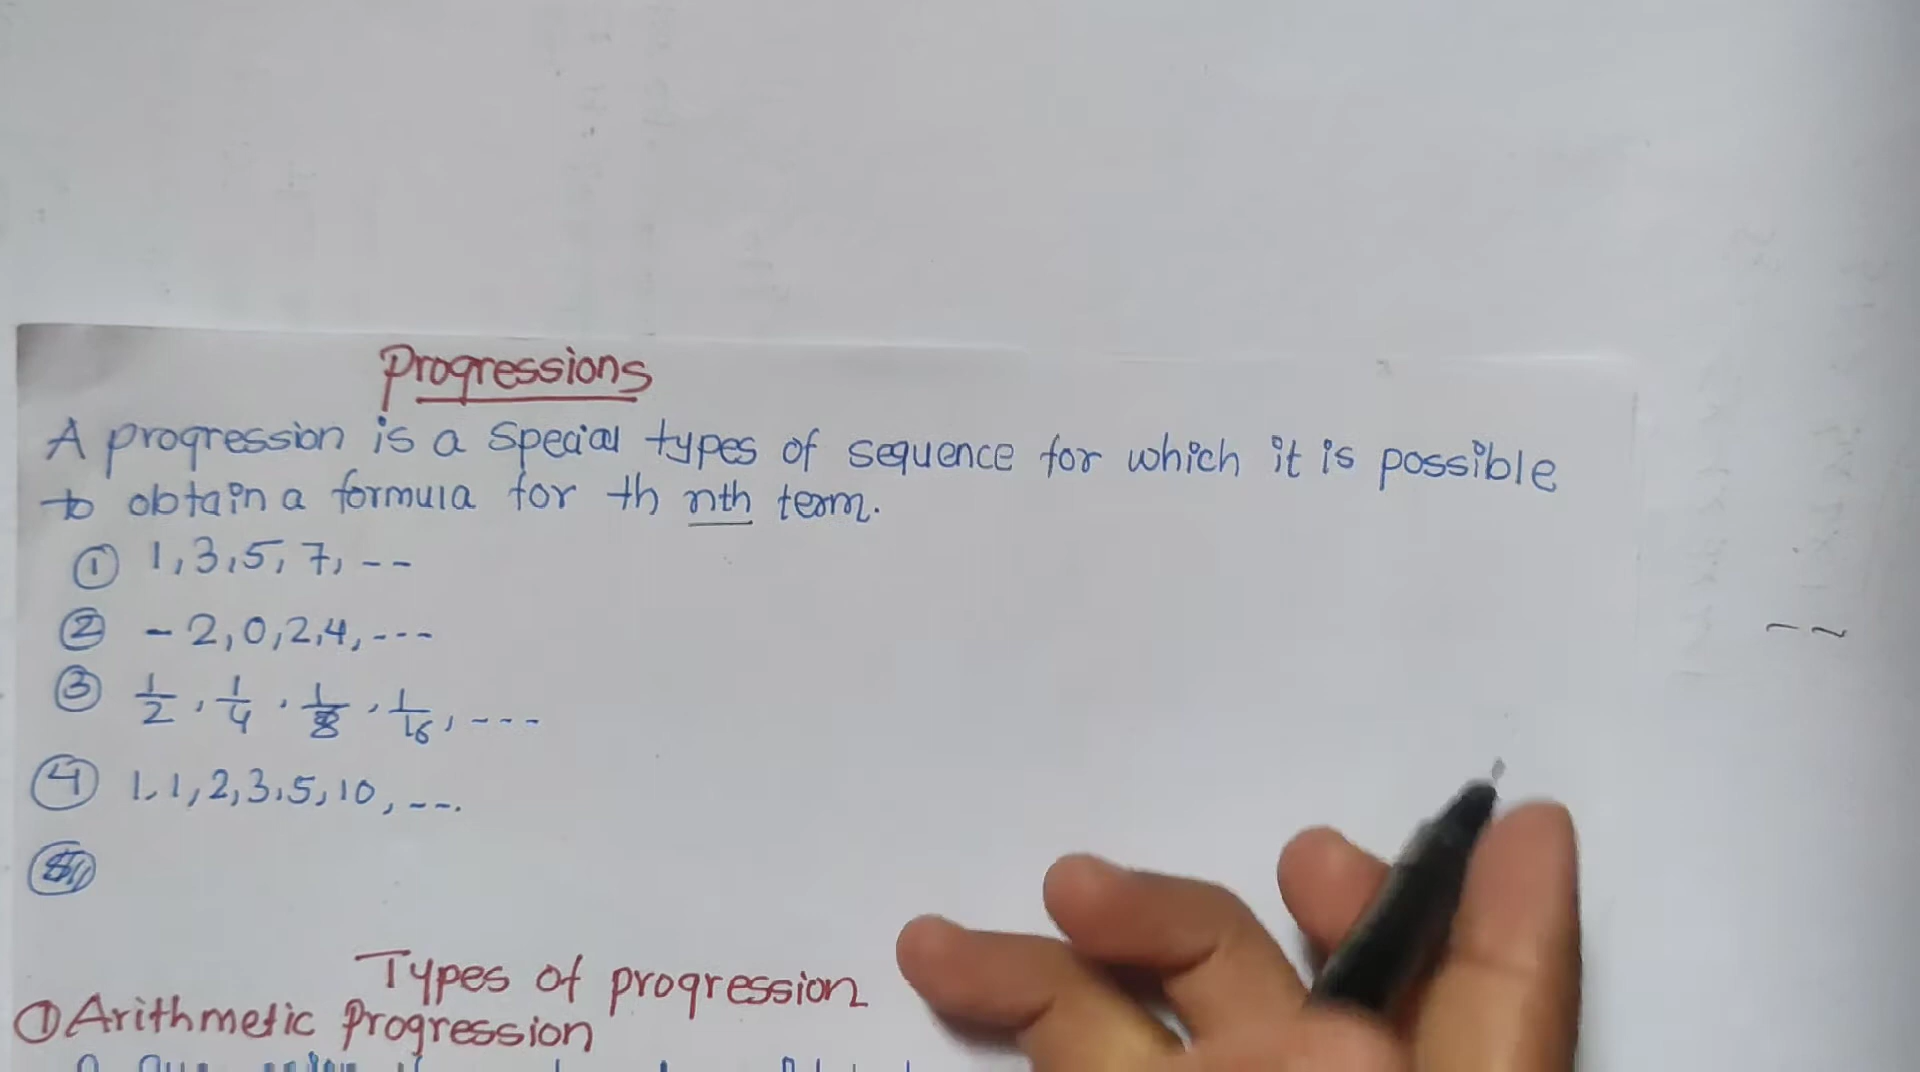 Progressions
A progression is a special types of sequence for which it is possible
to obtain a formula for th nth term.
① 1, 3, 5, 7, --
② -2, 0, 2, 4, ---
③ 1/2, 1/4, 1/8, 1/16, ----
④ 1, 1, 2, 3, 5, 10, ---.
Types of progression
① Arithmetic Progression